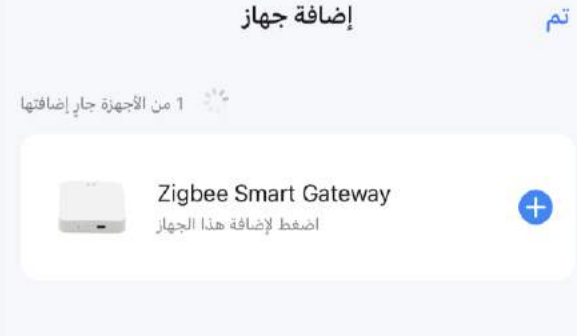 إضافة جهاز
تم
1 من الأجهزة جارٍ إضافتها
Zigbee Smart Gateway
اضغط لإضافة هذا الجهاز